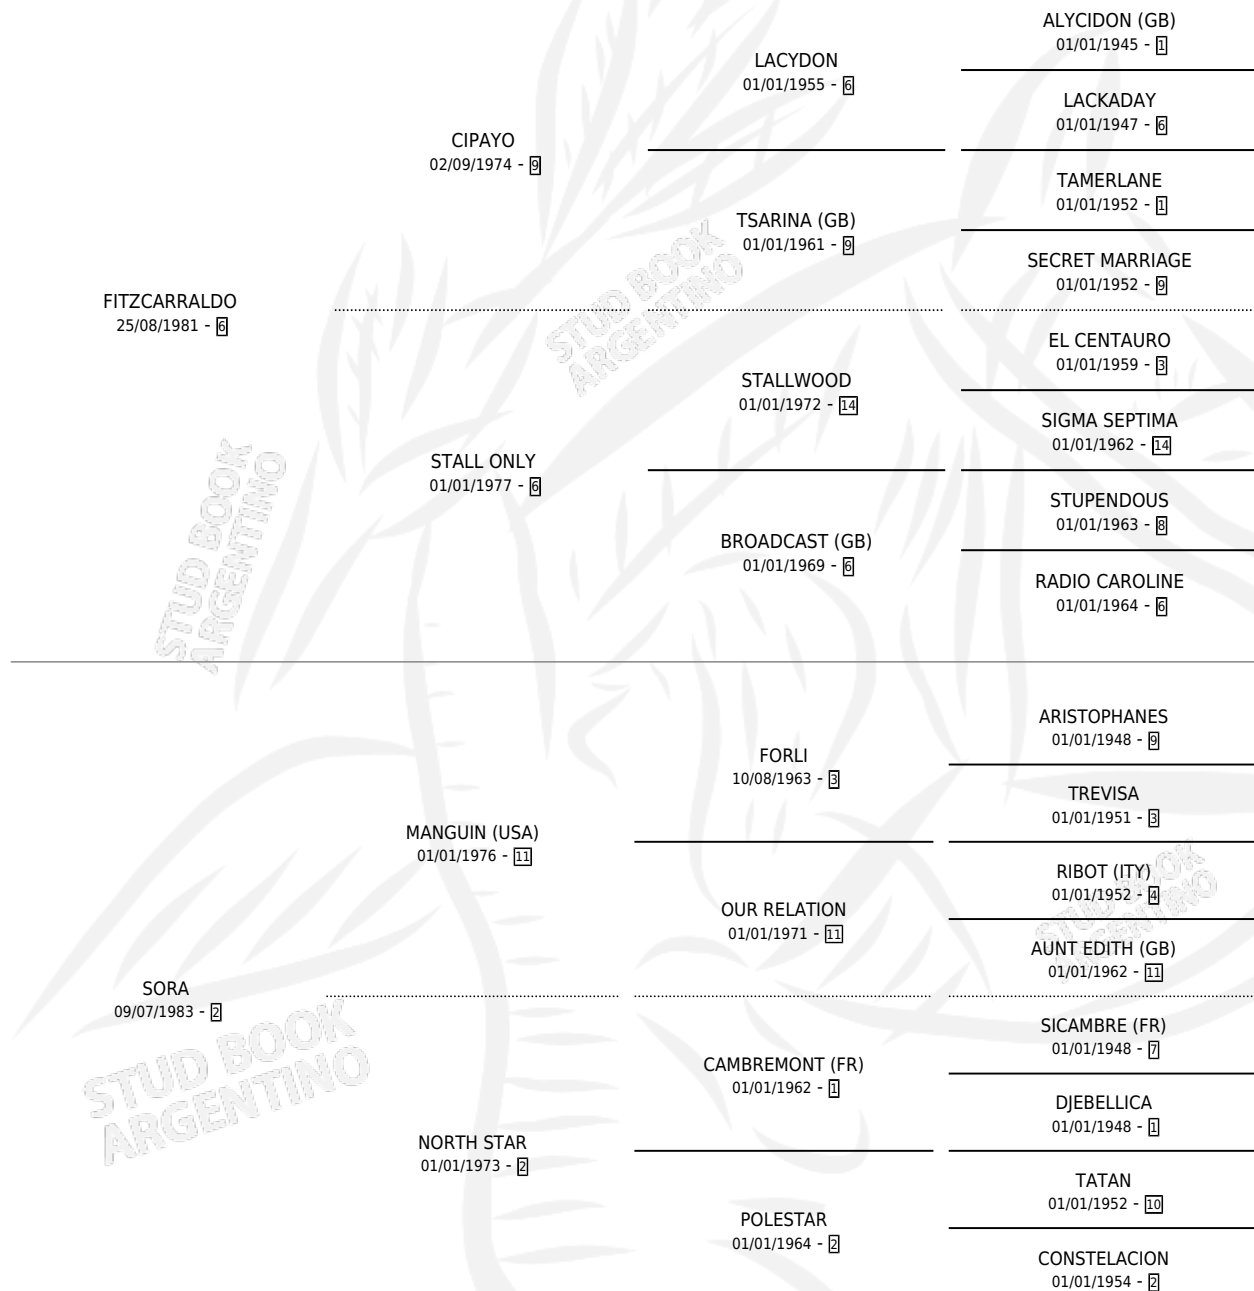 ALYCIDON (GB)
01/01/1945 - 1
LACYDON
01/01/1955 - 6
LACKADAY
01/01/1947 - 6
CIPAYO
02/09/1974 - 9
TAMERLANE
01/01/1952 - 1
TSARINA (GB)
01/01/1961 - 9
SECRET MARRIAGE
01/01/1952 - 9
FITZCARRALDO
25/08/1981 - 6
EL CENTAURO
01/01/1959 - 3
STALLWOOD
01/01/1972 - 14
SIGMA SEPTIMA
01/01/1962 - 14
STALL ONLY
01/01/1977 - 6
STUPENDOUS
01/01/1963 - 8
BROADCAST (GB)
01/01/1969 - 6
RADIO CAROLINE
01/01/1964 - 6
STUD BOOK
ARGENTINO
STUD BOOK
ARGENTINO
ARISTOPHANES
01/01/1948 - 9
FORLI
10/08/1963 - 3
TREVISA
01/01/1951 - 3
MANGUIN (USA)
01/01/1976 - 11
RIBOT (ITY)
01/01/1952 - 4
OUR RELATION
01/01/1971 - 11
AUNT EDITH (GB)
01/01/1962 - 11
SORA
09/07/1983 - 2
SICAMBRE (FR)
01/01/1948 - 7
CAMBREMONT (FR)
01/01/1962 - 1
DJEBELLICA
01/01/1948 - 1
NORTH STAR
01/01/1973 - 2
TATAN
01/01/1952 - 10
POLESTAR
01/01/1964 - 2
CONSTELACION
01/01/1954 - 2
STUD BOOK
ARGENTINO
STUD BOOK
ARGENTINO